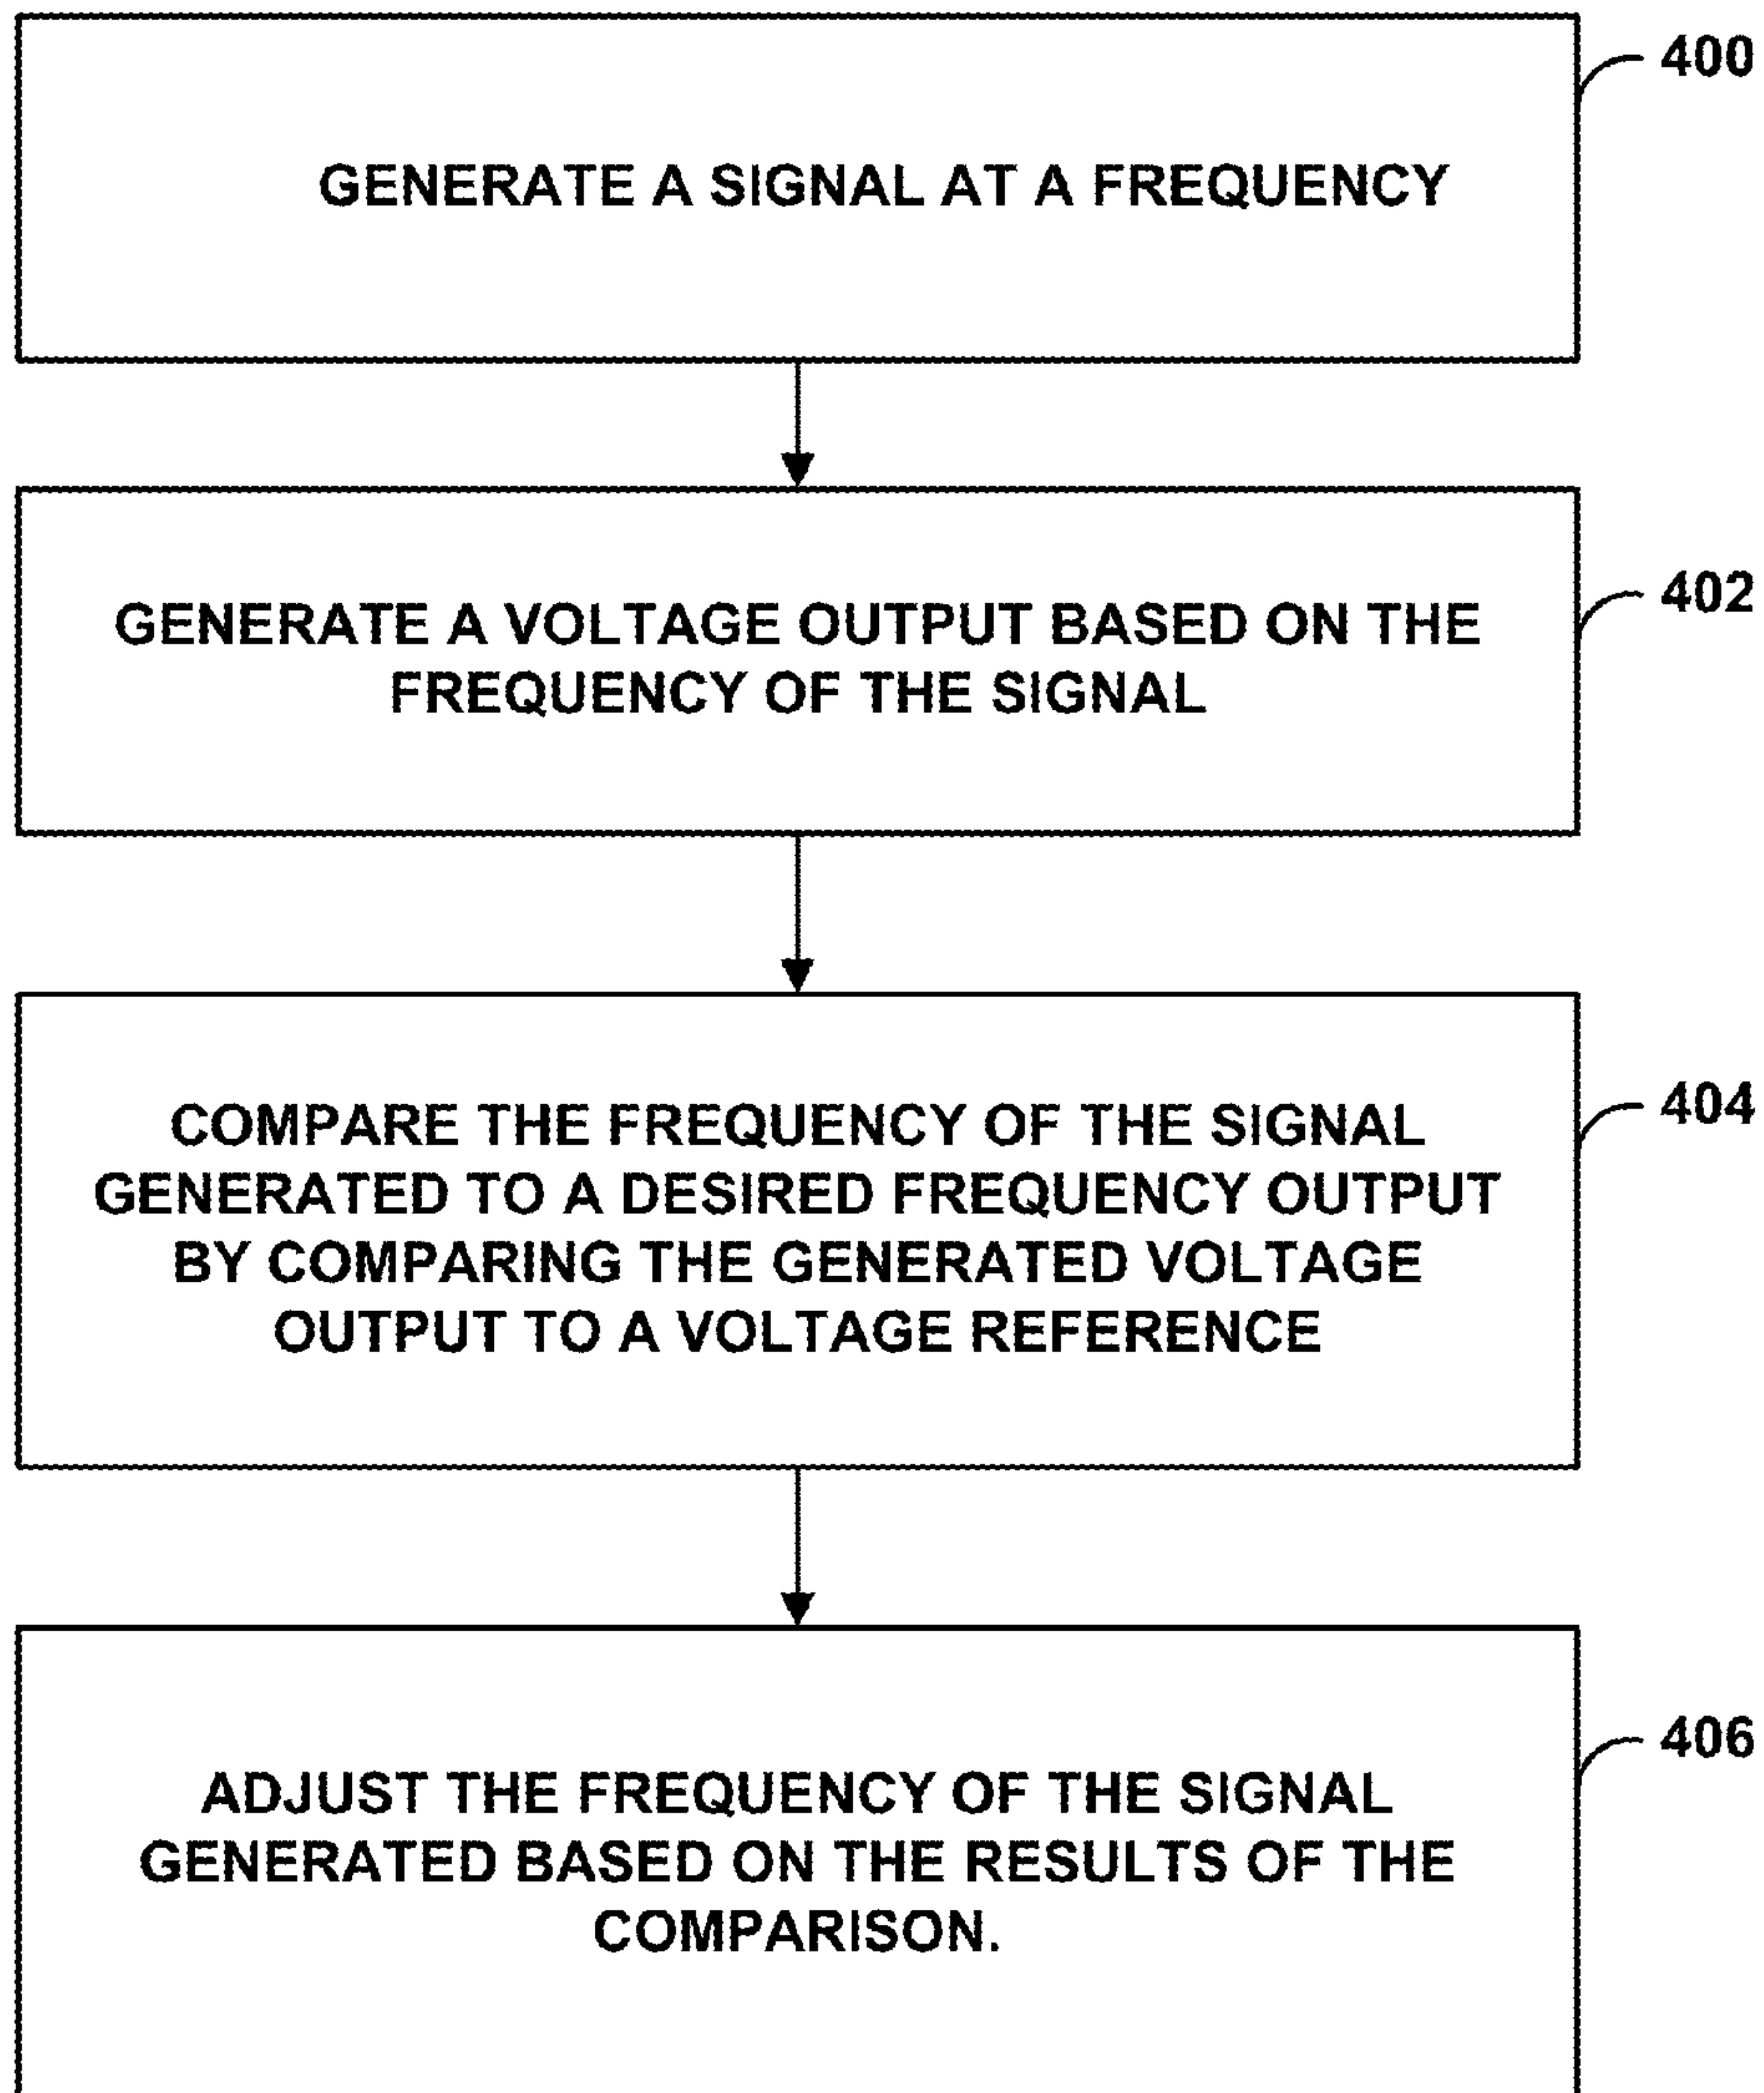 400
GENERATE A SIGNAL AT A FREQUENCY
402
GENERATE A VOLTAGE OUTPUT BASED ON THE
FREQUENCY OF THE SIGNAL
404
COMPARE THE FREQUENCY OF THE SIGNAL
GENERATED TO A DESIRED FREQUENCY OUTPUT
BY COMPARING THE GENERATED VOLTAGE
OUTPUT TO A VOLTAGE REFERENCE
406
ADJUST THE FREQUENCY OF THE SIGNAL
GENERATED BASED ON THE RESULTS OF THE
COMPARISON.